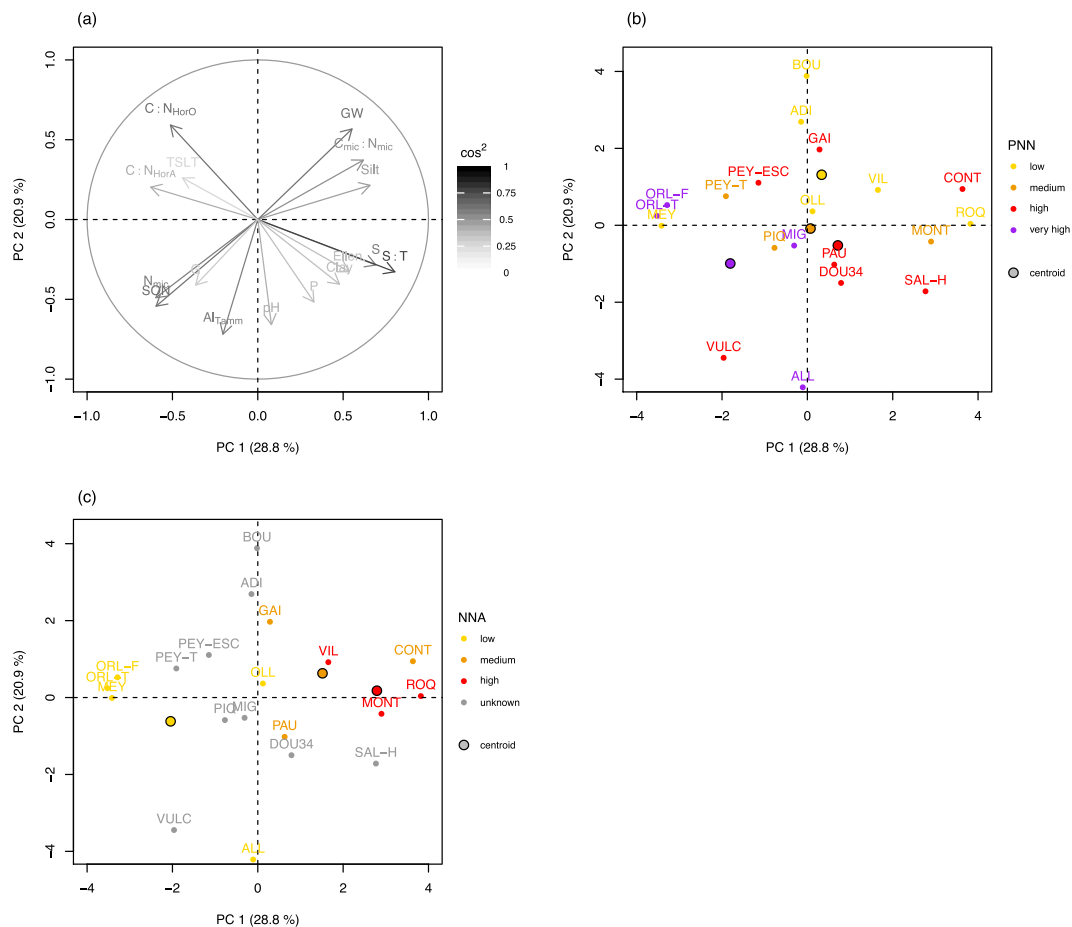 (a)
1.0
0.5
0.0
−0.5
−1.0
PC 2 (20.9 %)
C : N_HorO
GW
C_mic : N_mic
TSLT
C : N_HorA
Silt
S
S : T
Ellen
Clay
N_mic
SON
P
pH
Al_Tamm
−1.0 −0.5 0.0 0.5 1.0
PC 1 (28.8 %)
cos²
1
0.75
0.5
0.25
0
(b)
4
2
0
−2
−4
PC 2 (20.9 %)
BOU
ADI
GAI
PEY−ESC
PEY−T
ORL−F
ORL−T
MEY
VIL
CONT
OLL
ROQ
PIQ
MIG
MONT
PAU
DOU34
SAL−H
VULC
ALL
−4 −2 0 2 4
PC 1 (28.8 %)
PNN
low
medium
high
very high
centroid
(c)
4
2
0
−2
−4
PC 2 (20.9 %)
BOU
ADI
GAI
PEY−ESC
PEY−T
VIL
CONT
ORL−F
ORL−T
MEY
OLL
ROQ
PIQ
MIG
MONT
PAU
DOU34
SAL−H
VULC
ALL
−4 −2 0 2 4
PC 1 (28.8 %)
NNA
low
medium
high
unknown
centroid